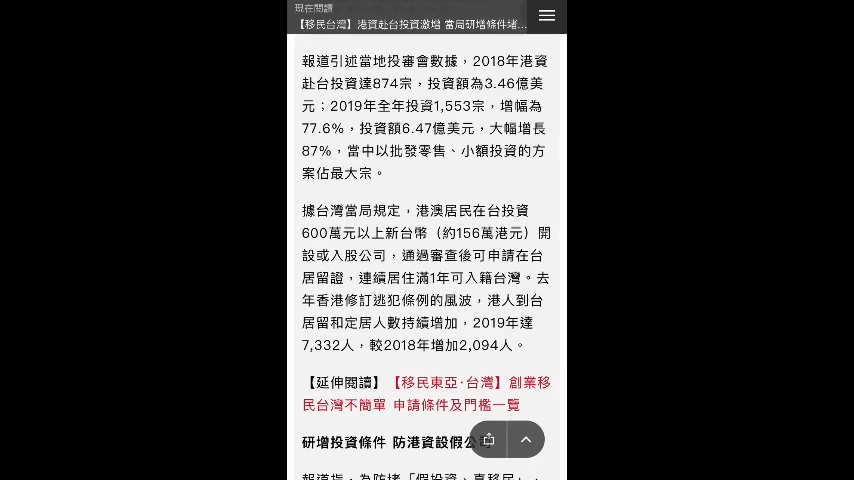 現在閱讀
【移民台灣】港資赴台投資激增 當局研增條件堵...
報道引述當地投審會數據，2018年港資
赴台投資達874宗，投資額為3.46億美
元；2019年全年投資1,553宗，增幅為
77.6%，投資額6.47億美元，大幅增長
87%，當中以批發零售、小額投資的方
案佔最大宗。
據台灣當局規定，港澳居民在台投資
600萬元以上新台幣（約156萬港元）開
設或入股公司，通過審查後可申請在台
居留證，連續居住滿1年可入籍台灣。去
年香港修訂逃犯條例的風波，港人到台
居留和定居人數持續增加，2019年達
7,332人，較2018年增加2,094人。
【延伸閱讀】【移民東亞·台灣】創業移
民台灣不簡單 申請條件及門檻一覽
研增投資條件 防港資設假公司
報道指，為防堵「假投資、真移民」，